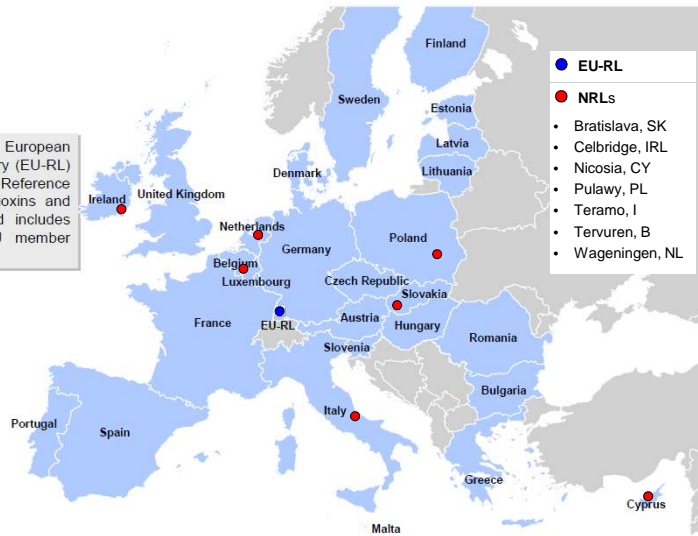 European
ry (EU-RL)
Reference
ioxins and
d includes
U member
EU-RL
NRLs
• Bratislava, SK
• Celbridge, IRL
• Nicosia, CY
• Pulawy, PL
• Teramo, I
• Tervuren, B
• Wageningen, NL
Finland
Sweden
Estonia
Latvia
Lithuania
Denmark
Ireland
United Kingdom
Netherlands
Germany
Poland
Belgium
Luxembourg
Czech Republic
Slovakia
France
EU-RL
Austria
Hungary
Slovenia
Romania
Bulgaria
Italy
Portugal
Spain
Greece
Cyprus
Malta